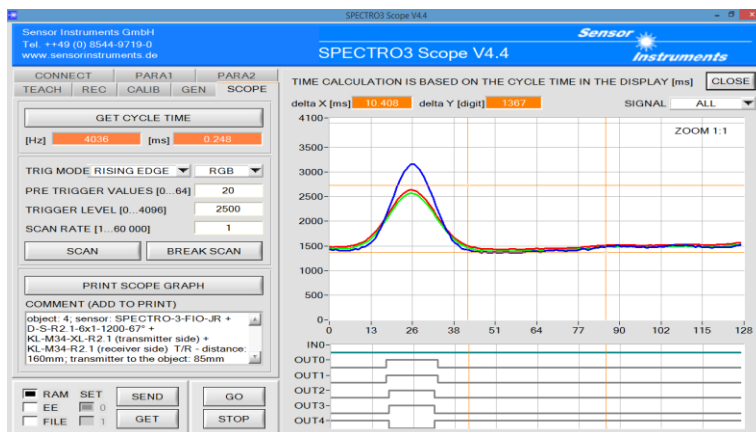 SPECTRO3 Scope V4.4
Sensor Instruments GmbH
Tel. ++49 (0) 8544-9719-0
www.sensorinstruments.de
SPECTRO3 Scope V4.4
Sensor
Instruments
CONNECT PARA1 PARA2
TEACH REC CALIB GEN SCOPE
GET CYCLE TIME
[Hz] 4036 [ms] 0.248
TRIG MODE RISING EDGE RGB
PRE TRIGGER VALUES [0...64] 20
TRIGGER LEVEL [0...4096] 2500
SCAN RATE [1...60 000] 1
SCAN BREAK SCAN
PRINT SCOPE GRAPH
COMMENT (ADD TO PRINT)
object: 4; sensor: SPECTRO-3-FIO-JR +
D-S-R2.1-6x1-1200-67° +
KL-M34-XL-R2.1 (transmitter side) +
KL-M34-R2.1 (receiver side) T/R - distance:
160mm; transmitter to the object: 85mm
RAM SET SEND GO
EE 0
FILE 1 GET STOP
TIME CALCULATION IS BASED ON THE CYCLE TIME IN THE DISPLAY [ms] CLOSE
delta X [ms] 10.408 delta Y [digit] 1367 SIGNAL ALL
ZOOM 1:1
4100
3500
3000
2500
2000
1500
1000
500
0
0 13 26 38 51 64 77 90 102 115 128
IN0
OUT0
OUT1
OUT2
OUT3
OUT4